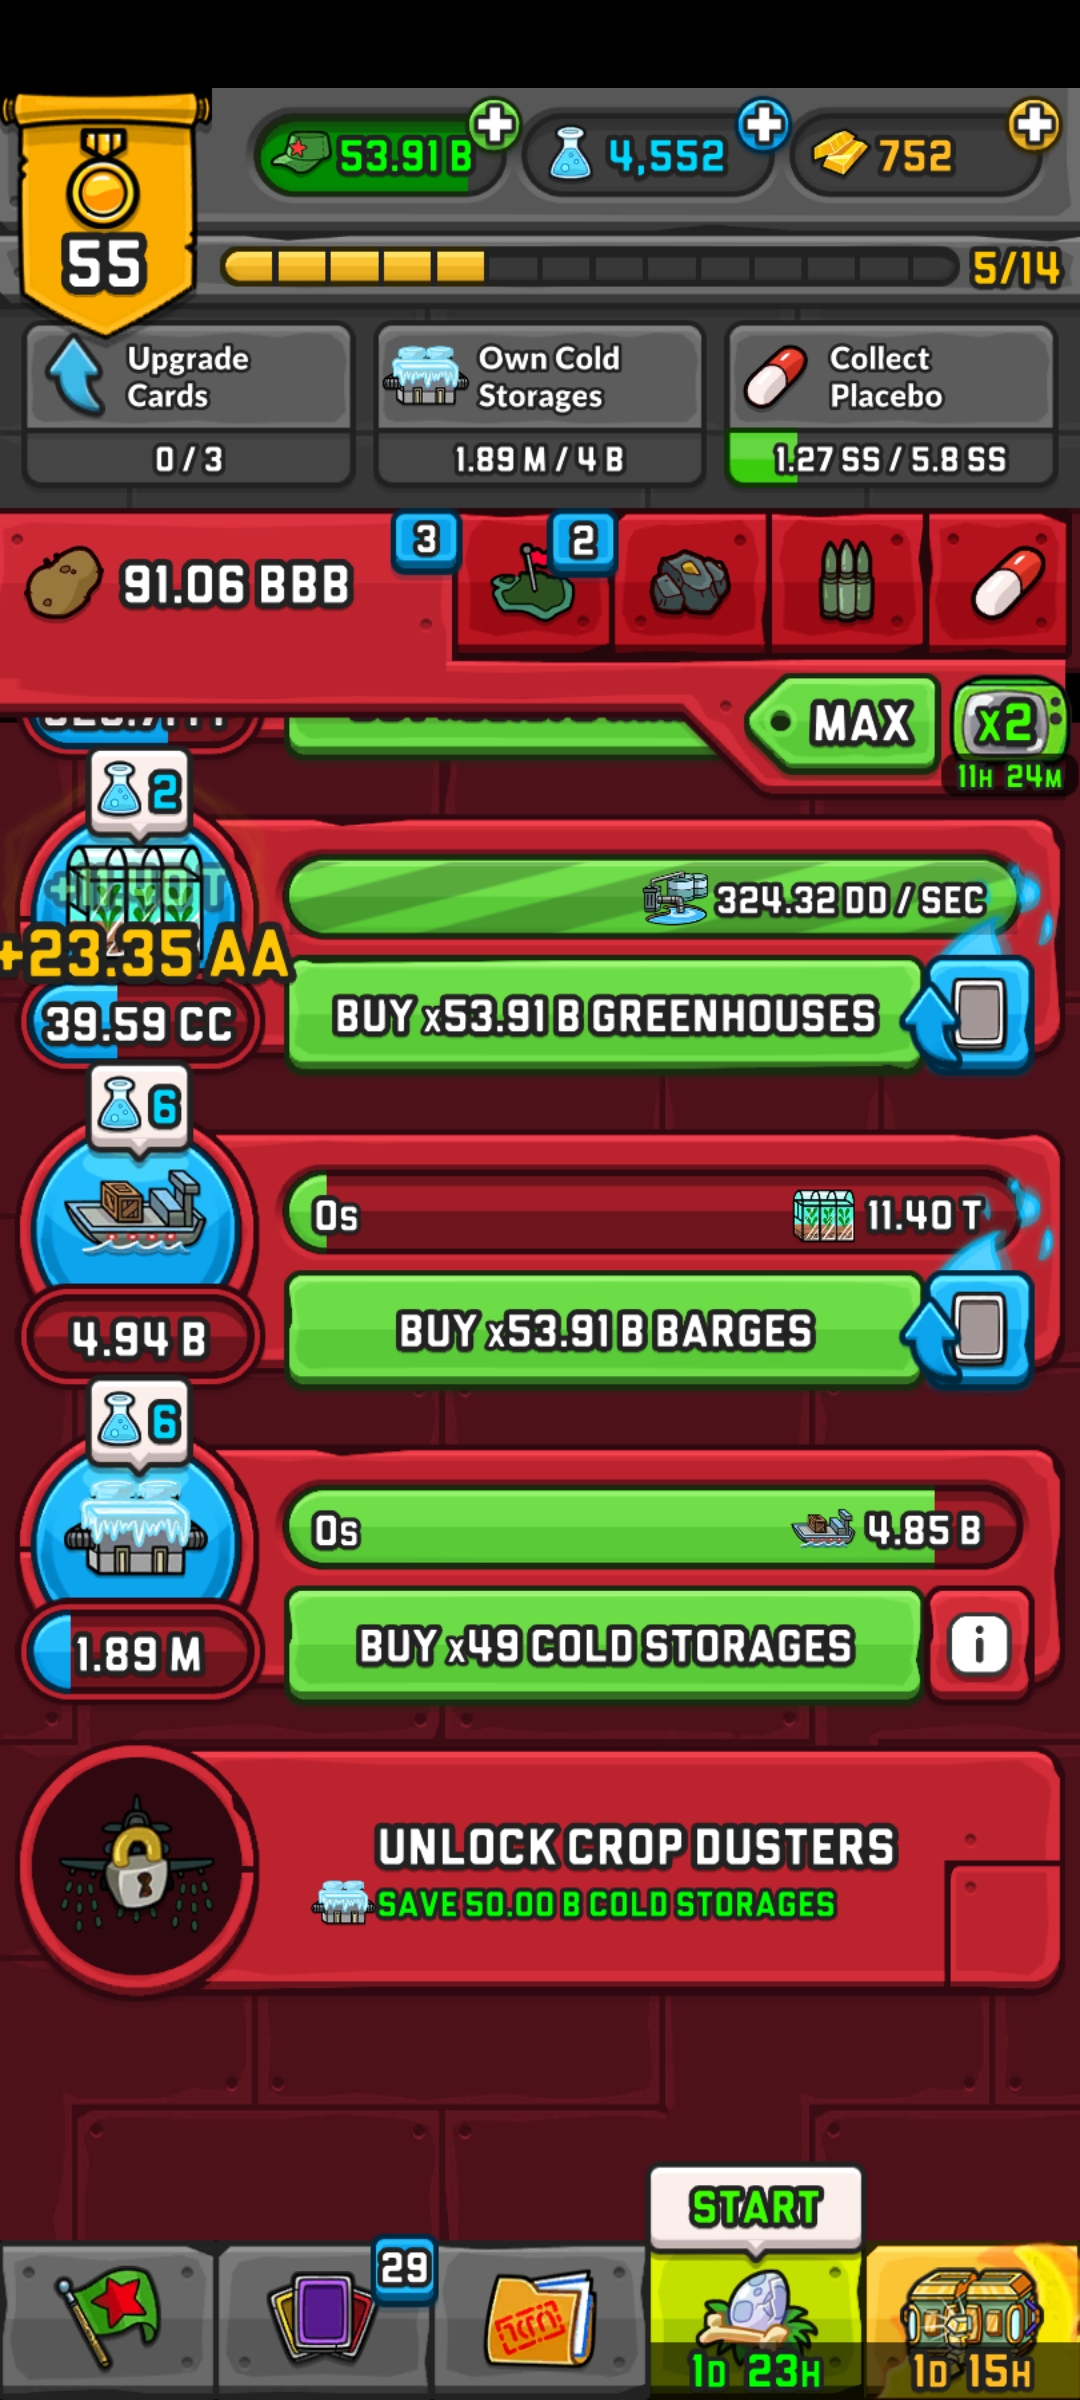 53.91 B
4,552
752
55
5/14
Upgrade Cards
0 / 3
Own Cold Storages
1.89 M / 4 B
Collect Placebo
1.27 SS / 5.8 SS
91.06 BBB
3
2
MAX
x2
11H 24M
2
+11.40 T
+23.35 AA
39.59 CC
324.32 DD / SEC
BUY x53.91 B GREENHOUSES
6
4.94 B
0s
11.40 T
BUY x53.91 B BARGES
6
1.89 M
0s
4.85 B
BUY x49 COLD STORAGES
i
UNLOCK CROP DUSTERS
SAVE 50.00 B COLD STORAGES
29
START
1D 23H
1D 15H